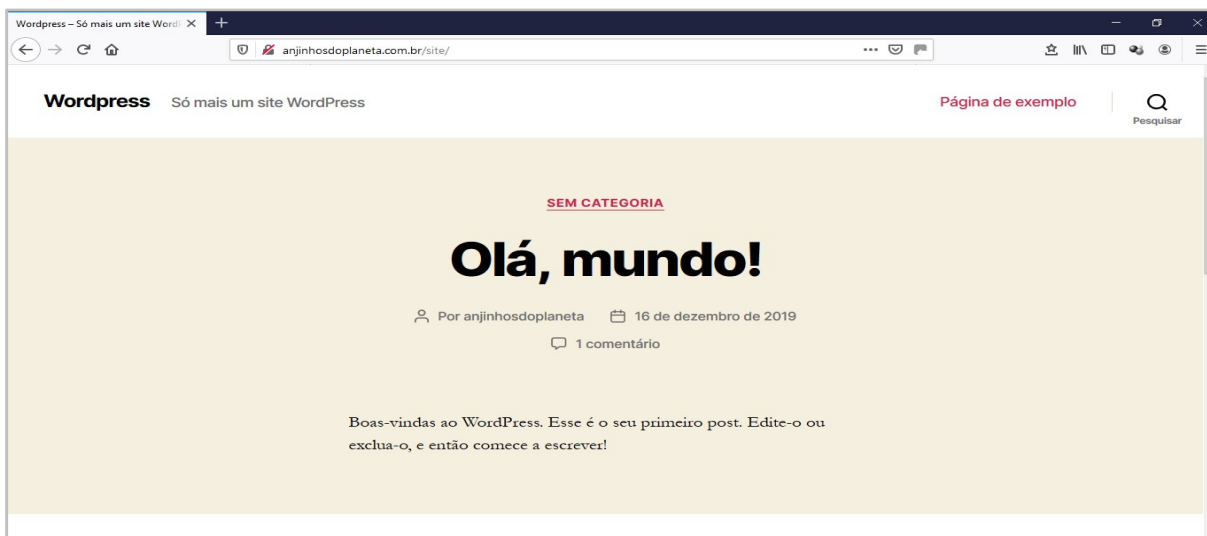 Wordpress – Só mais um site Word
anjinhosdoplaneta.com.br/site/
Wordpress Só mais um site WordPress
Página de exemplo
Pesquisar
SEM CATEGORIA
Olá, mundo!
Por anjinhosdoplaneta 16 de dezembro de 2019
1 comentário
Boas-vindas ao WordPress. Esse é o seu primeiro post. Edite-o ou
exclua-o, e então comece a escrever!